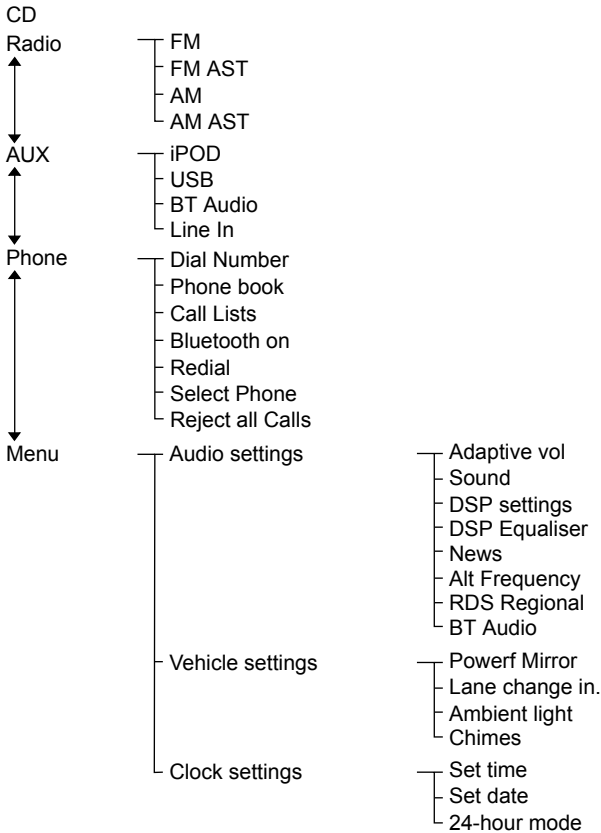 CD
Radio
FM
FM AST
AM
AM AST
AUX
iPOD
USB
BT Audio
Line In
Phone
Dial Number
Phone book
Call Lists
Bluetooth on
Redial
Select Phone
Reject all Calls
Menu
Audio settings
Adaptive vol
Sound
DSP settings
DSP Equaliser
News
Alt Frequency
RDS Regional
BT Audio
Vehicle settings
Powerf Mirror
Lane change in.
Ambient light
Chimes
Clock settings
Set time
Set date
24-hour mode